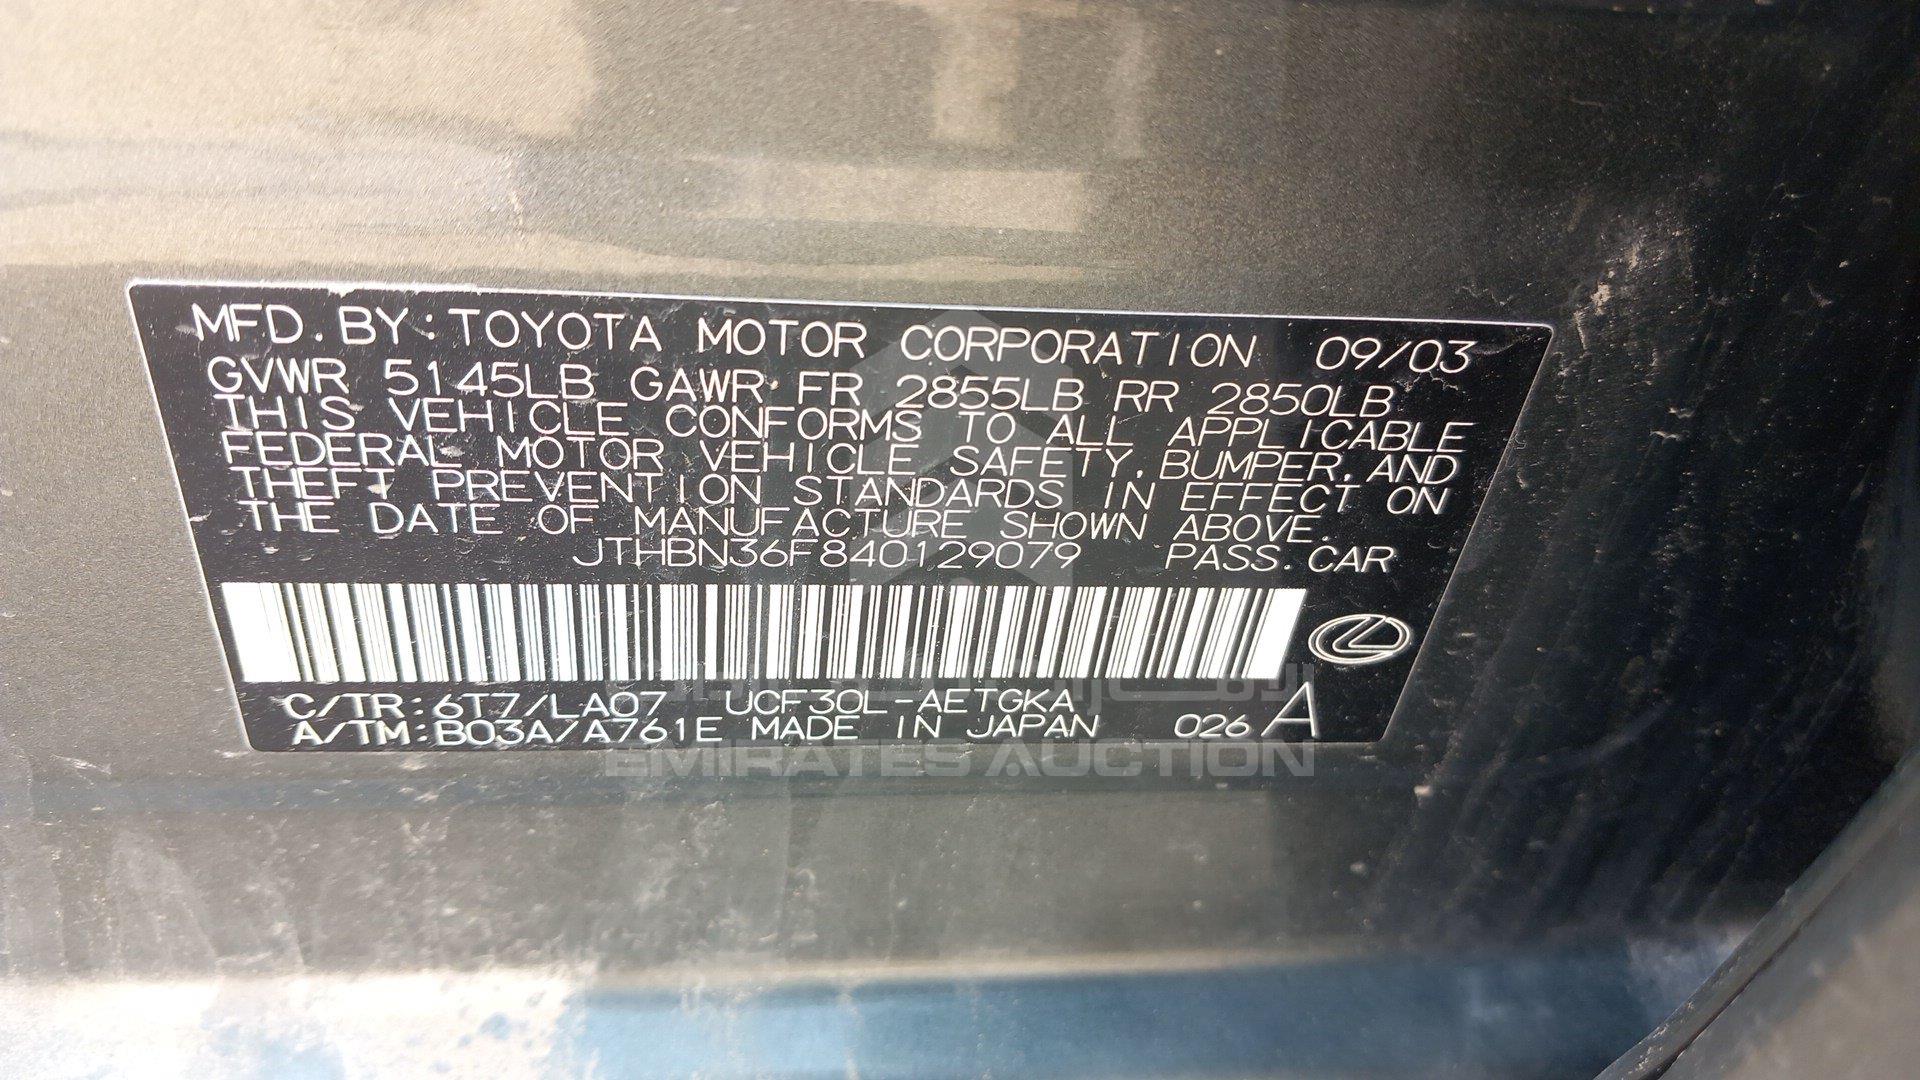 MFD. BY: TOYOTA MOTOR CORPORATION 09/03
GVWR 5145LB GAWR FR 2855LB RR 2850LB
THIS VEHICLE CONFORMS TO ALL APPLICABLE
FEDERAL MOTOR VEHICLE SAFETY, BUMPER, AND
THEFT PREVENTION STANDARDS IN EFFECT ON
THE DATE OF MANUFACTURE SHOWN ABOVE.
JTHBN36F840129079 PASS. CAR
C/TR: 6T7/LA07 UCF30L-AETGKA
A/TM: B03A/A761E MADE IN JAPAN 026 A
EMIRATES AUCTION